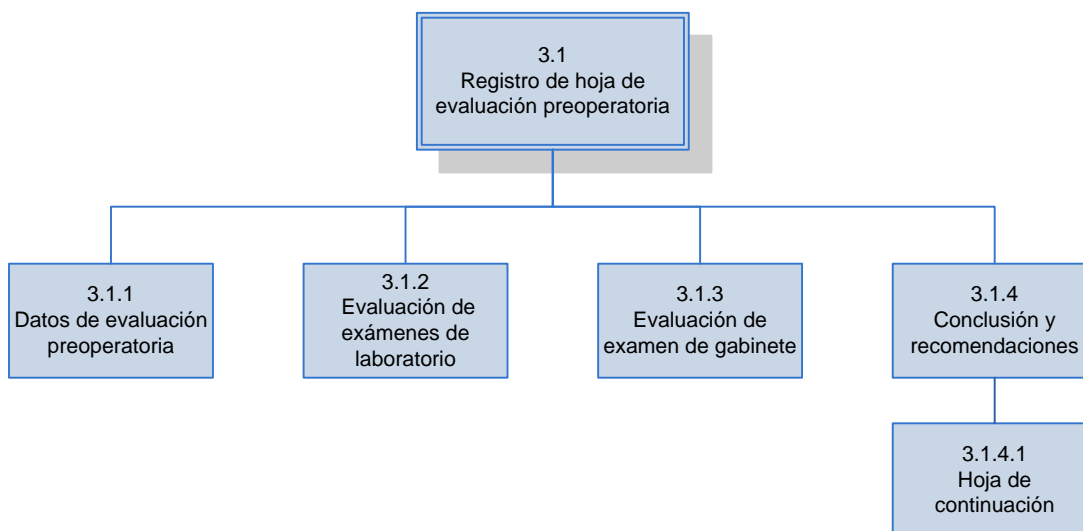 3.1
Registro de hoja de
evaluación preoperatoria
3.1.1
Datos de evaluación
preoperatoria
3.1.2
Evaluación de
exámenes de
laboratorio
3.1.3
Evaluación de
examen de gabinete
3.1.4
Conclusión y
recomendaciones
3.1.4.1
Hoja de
continuación